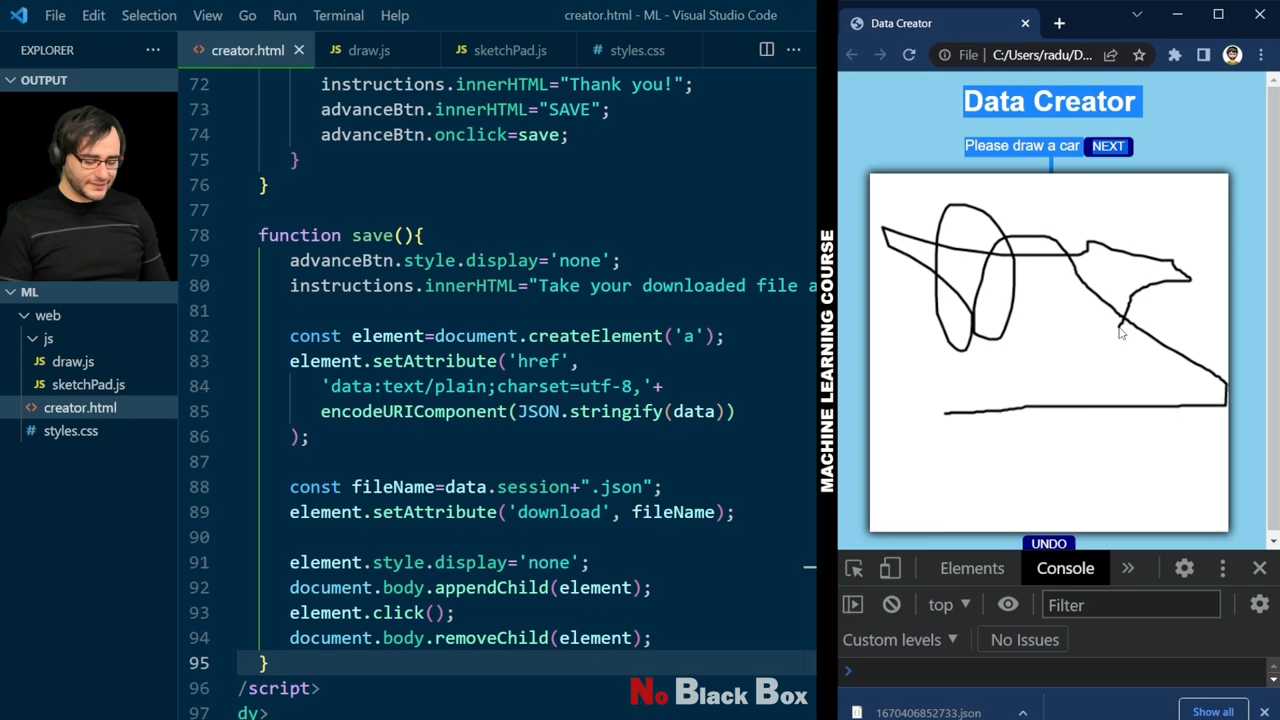 File Edit Selection View Go Run Terminal Help
creator.html - ML - Visual Studio Code
EXPLORER
OUTPUT
ML
web
js
draw.js
sketchPad.js
creator.html
styles.css
creator.html draw.js sketchPad.js styles.css
72 instructions.innerHTML="Thank you!";
73 advanceBtn.innerHTML="SAVE";
74 advanceBtn.onclick=save;
75 }
76 }
77
78 function save(){
79 advanceBtn.style.display='none';
80 instructions.innerHTML="Take your downloaded file a
81
82 const element=document.createElement('a');
83 element.setAttribute('href',
84 'data:text/plain;charset=utf-8,'+
85 encodeURIComponent(JSON.stringify(data))
86 );
87
88 const fileName=data.session+".json";
89 element.setAttribute('download', fileName);
90
91 element.style.display='none';
92 document.body.appendChild(element);
93 element.click();
94 document.body.removeChild(element);
95 }
96 /script>
97 dy>
No Black Box
MACHINE LEARNING COURSE
Data Creator
File C:/Users/radu/D...
Data Creator
Please draw a car NEXT
UNDO
Elements Console
top Filter
Custom levels No Issues
1670406852733.json Show all